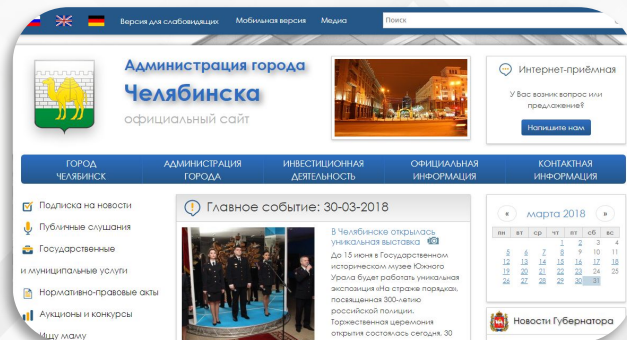 Версия для слабовидящих
Мобильная версия
Медиа
Поиск
Администрация города
Челябинска
официальный сайт
Интернет-приёмная
У Вас возник вопрос или
предложение?
Напишите нам
ГОРОД
ЧЕЛЯБИНСК
АДМИНИСТРАЦИЯ
ГОРОДА
ИНВЕСТИЦИОННАЯ
ДЕЯТЕЛЬНОСТЬ
ОФИЦИАЛЬНАЯ
ИНФОРМАЦИЯ
КОНТАКТНАЯ
ИНФОРМАЦИЯ
Подписка на новости
Публичные слушания
Государственные
и муниципальные услуги
Нормативно-правовые акты
Аукционы и конкурсы
Ищу маму
Главное событие: 30-03-2018
В Челябинске открылась
уникальная выставка
До 15 июня в Государственном
историческом музее Южного
Урала будет работать уникальная
экспозиция «На страже порядка»,
посвященная 300-летию
российской полиции.
Торжественная церемония
открытия состоялась сегодня, 30
« марта 2018 »
пн вт ср чт пт сб вс
1 2 3 4
5 6 7 8 9 10 11
12 13 14 15 16 17 18
19 20 21 22 23 24 25
26 27 28 29 30 31
Новости Губернатора